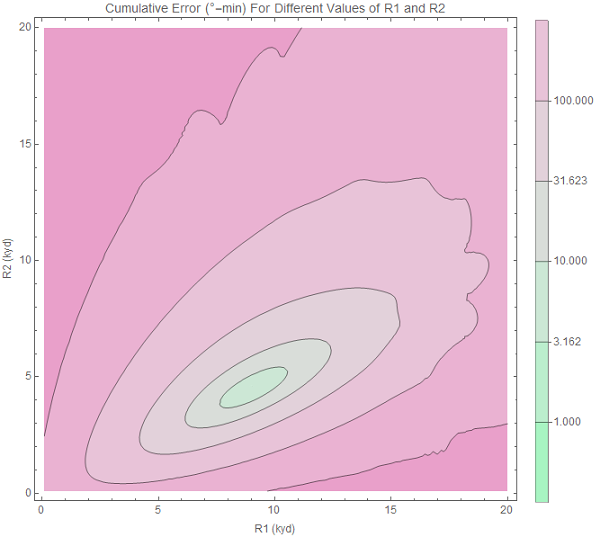 Cumulative Error (°−min) For Different Values of R1 and R2
20
15
10
5
0
R2 (kyd)
0 5 10 15 20
R1 (kyd)
100.000
31.623
10.000
3.162
1.000